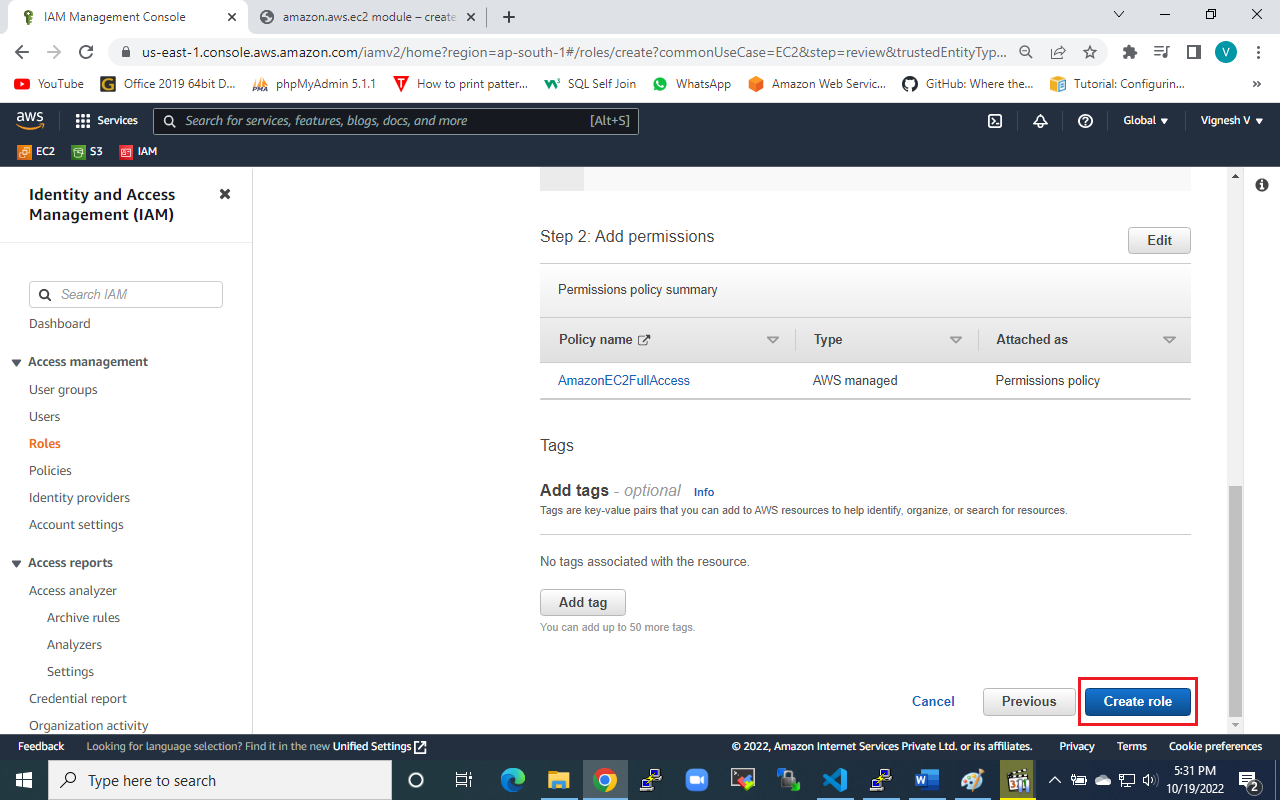 IAM Management Console
amazon.aws.ec2 module – create
us-east-1.console.aws.amazon.com/iamv2/home?region=ap-south-1#/roles/create?commonUseCase=EC2&step=review&trustedEntityTyp...
V
YouTube
Office 2019 64bit D...
phpMyAdmin 5.1.1
How to print patter...
SQL Self Join
WhatsApp
Amazon Web Servic...
GitHub: Where the...
Tutorial: Configurin...
»
aws
Services
Search for services, features, blogs, docs, and more
[Alt+S]
Global
Vignesh V
EC2
S3
IAM
Identity and Access
Management (IAM)
Search IAM
Dashboard
Access management
User groups
Users
Roles
Policies
Identity providers
Account settings
Access reports
Access analyzer
Archive rules
Analyzers
Settings
Credential report
Organization activity
Step 2: Add permissions
Edit
Permissions policy summary
Policy name
Type
Attached as
AmazonEC2FullAccess
AWS managed
Permissions policy
Tags
Add tags - optional
Info
Tags are key-value pairs that you can add to AWS resources to help identify, organize, or search for resources.
No tags associated with the resource.
Add tag
You can add up to 50 more tags.
Cancel
Previous
Create role
Feedback
Looking for language selection? Find it in the new Unified Settings
© 2022, Amazon Internet Services Private Ltd. or its affiliates.
Privacy
Terms
Cookie preferences
Type here to search
5:31 PM
10/19/2022
2